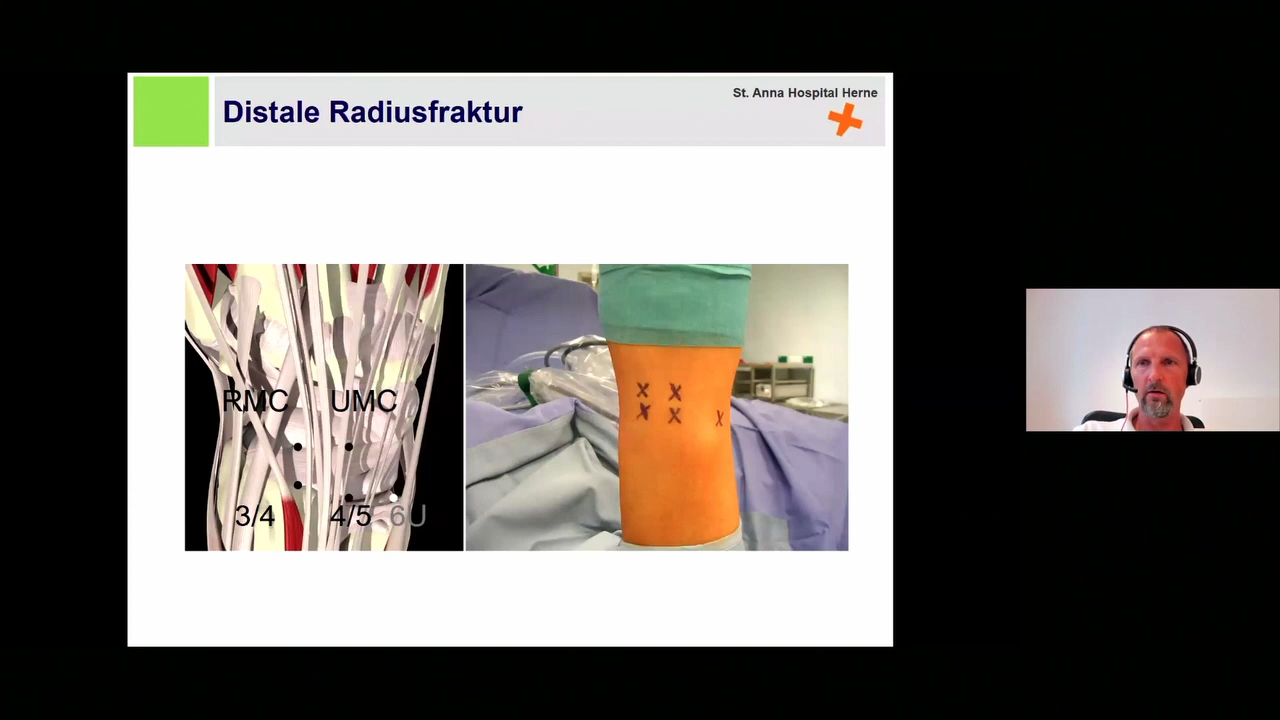 St. Anna Hospital Herne
Distale Radiusfraktur
RMC UMC
3/4 4/5 6U
x x
x x x